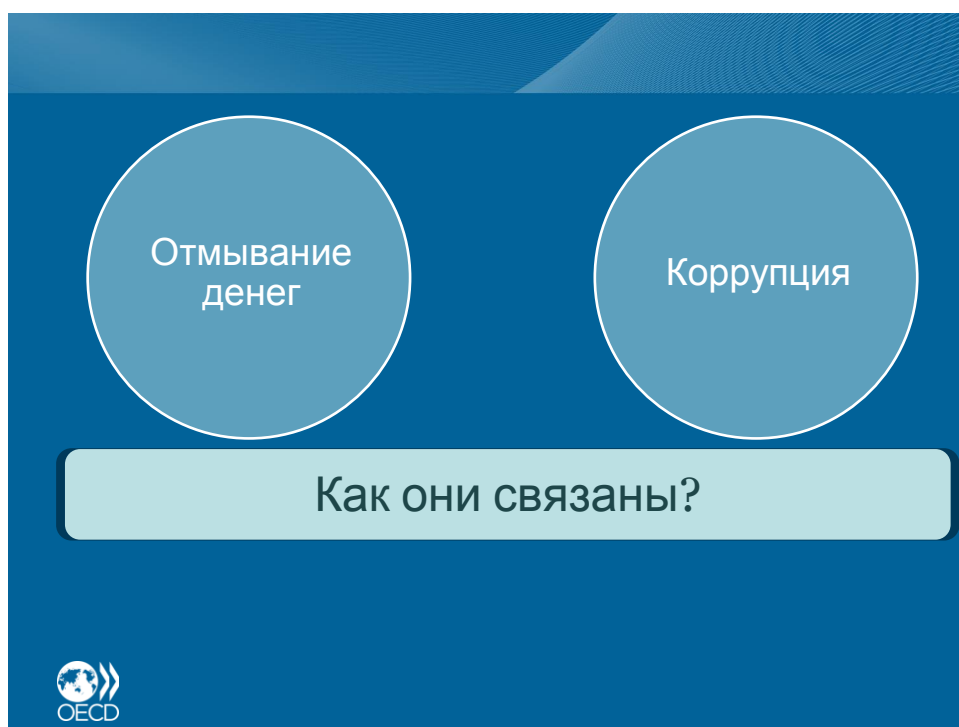 Отмывание
денег
Коррупция
Как они связаны?
OECD